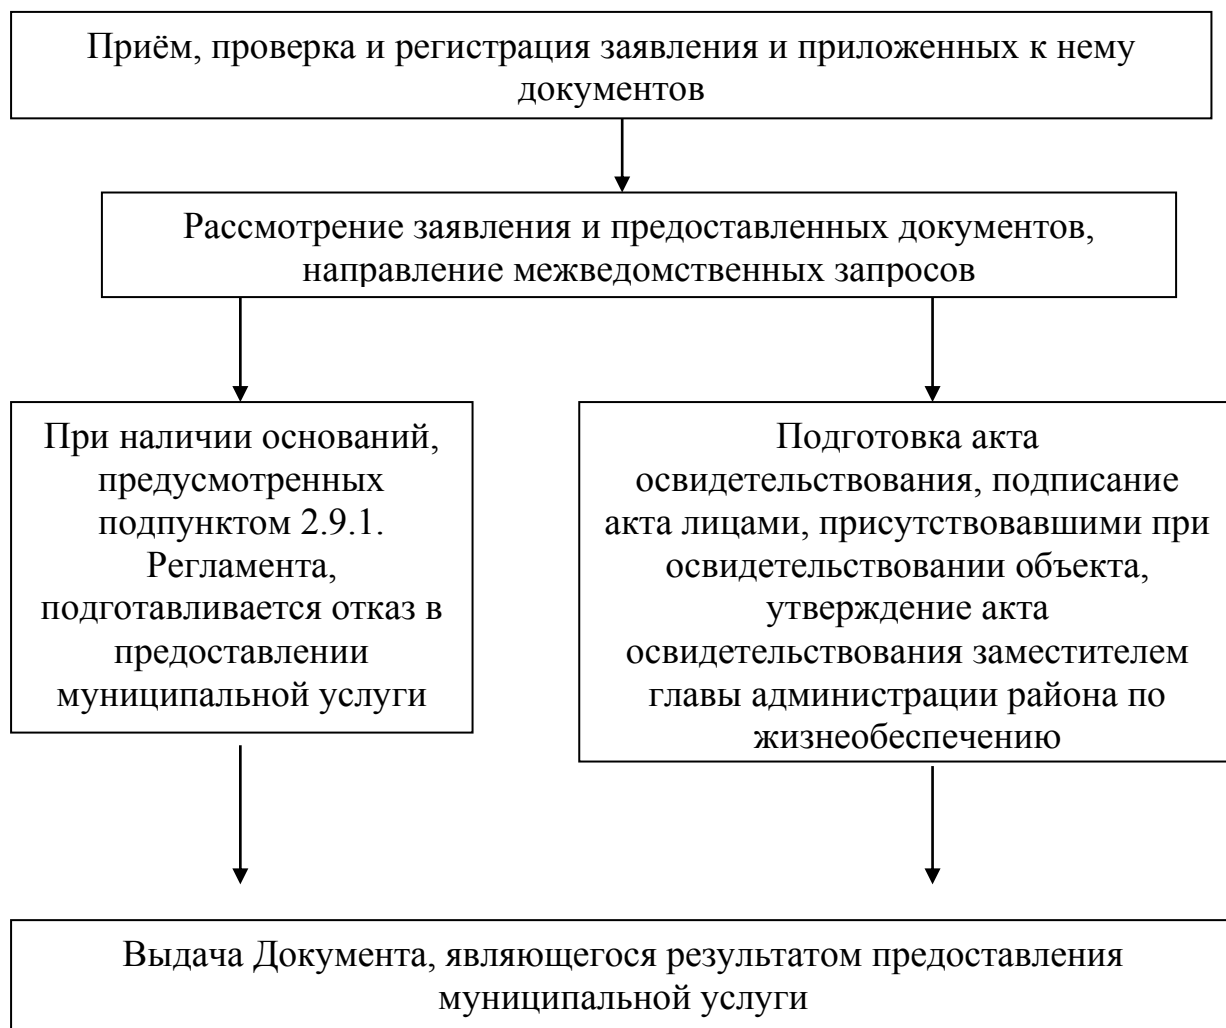 Приём, проверка и регистрация заявления и приложенных к нему
документов
Рассмотрение заявления и предоставленных документов,
направление межведомственных запросов
При наличии оснований,
предусмотренных
подпунктом 2.9.1.
Регламента,
подготавливается отказ в
предоставлении
муниципальной услуги
Подготовка акта
освидетельствования, подписание
акта лицами, присутствовавшими при
освидетельствовании объекта,
утверждение акта
освидетельствования заместителем
главы администрации района по
жизнеобеспечению
Выдача Документа, являющегося результатом предоставления
муниципальной услуги